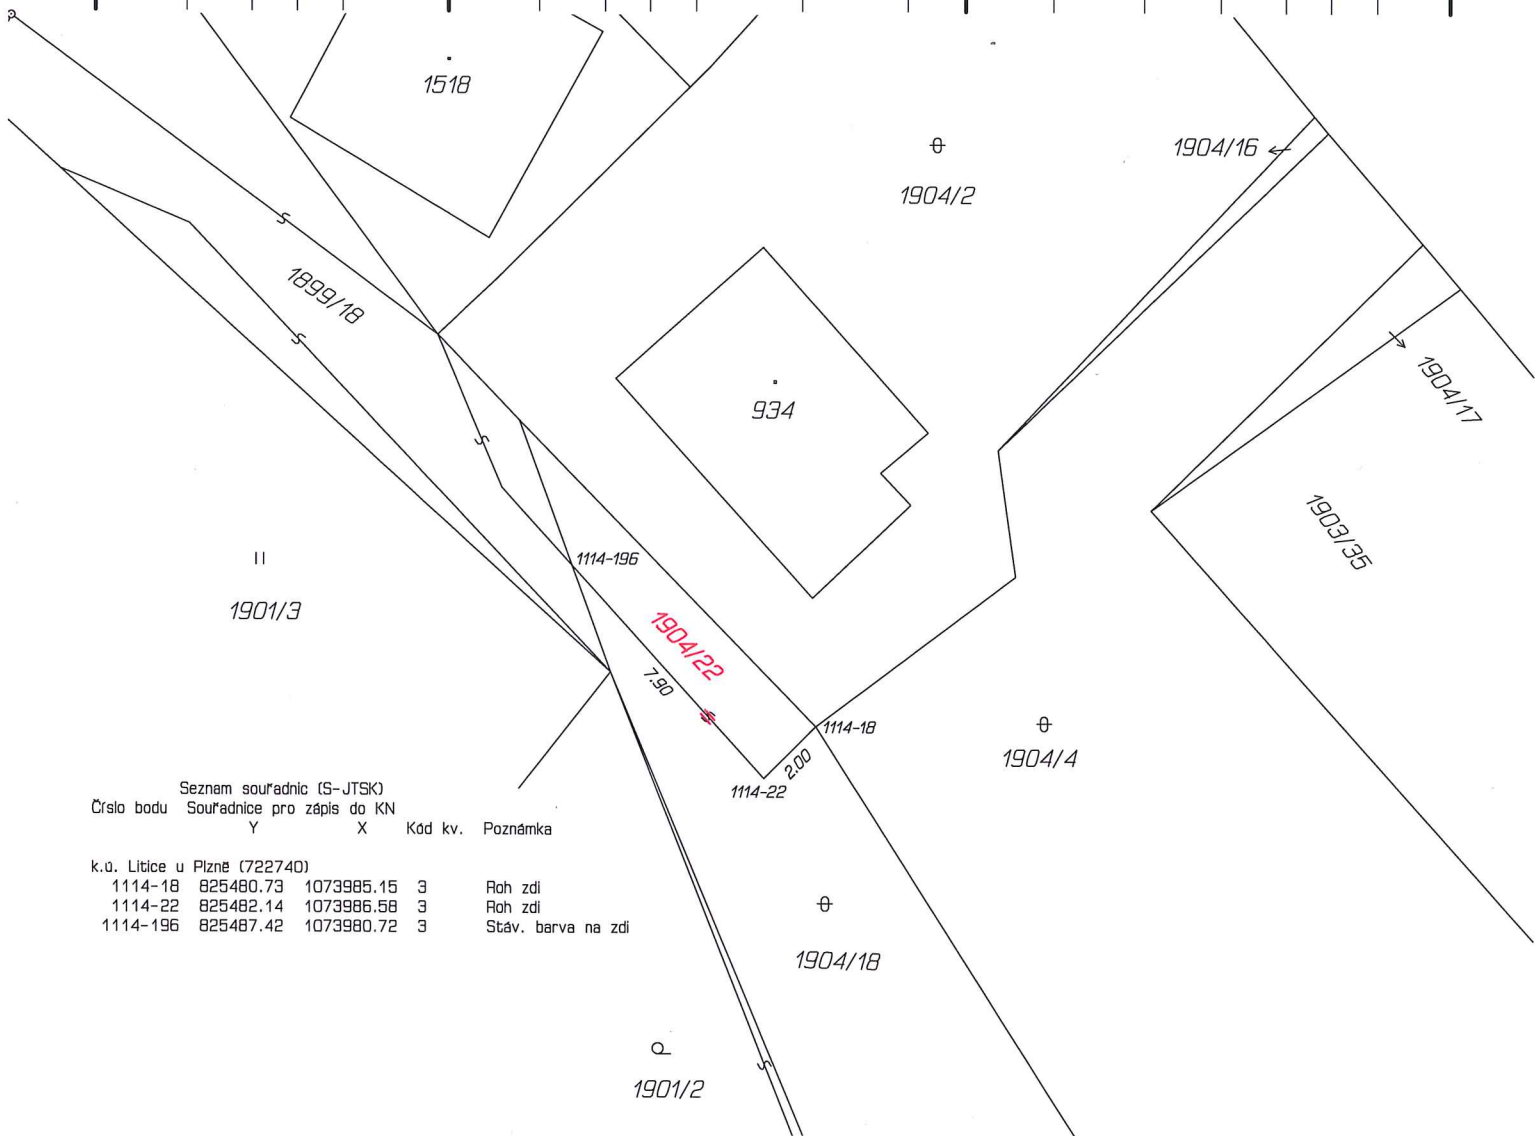 1518
1904/16
1904/2
1899/18
934
1904/17
1903/35
1114-196
1901/3
1904/22
7.90
1114-18
2.00
1904/4
1114-22
Seznam souřadnic (S-JTSK)
Číslo bodu Souřadnice pro zápis do KN
Y X Kód kv. Poznámka
k.ú. Litice u Plzně (722740)
1114-18 825480.73 1073985.15 3 Roh zdi
1114-22 825482.14 1073986.58 3 Roh zdi
1114-196 825487.42 1073980.72 3 Stáv. barva na zdi
1904/18
1901/2